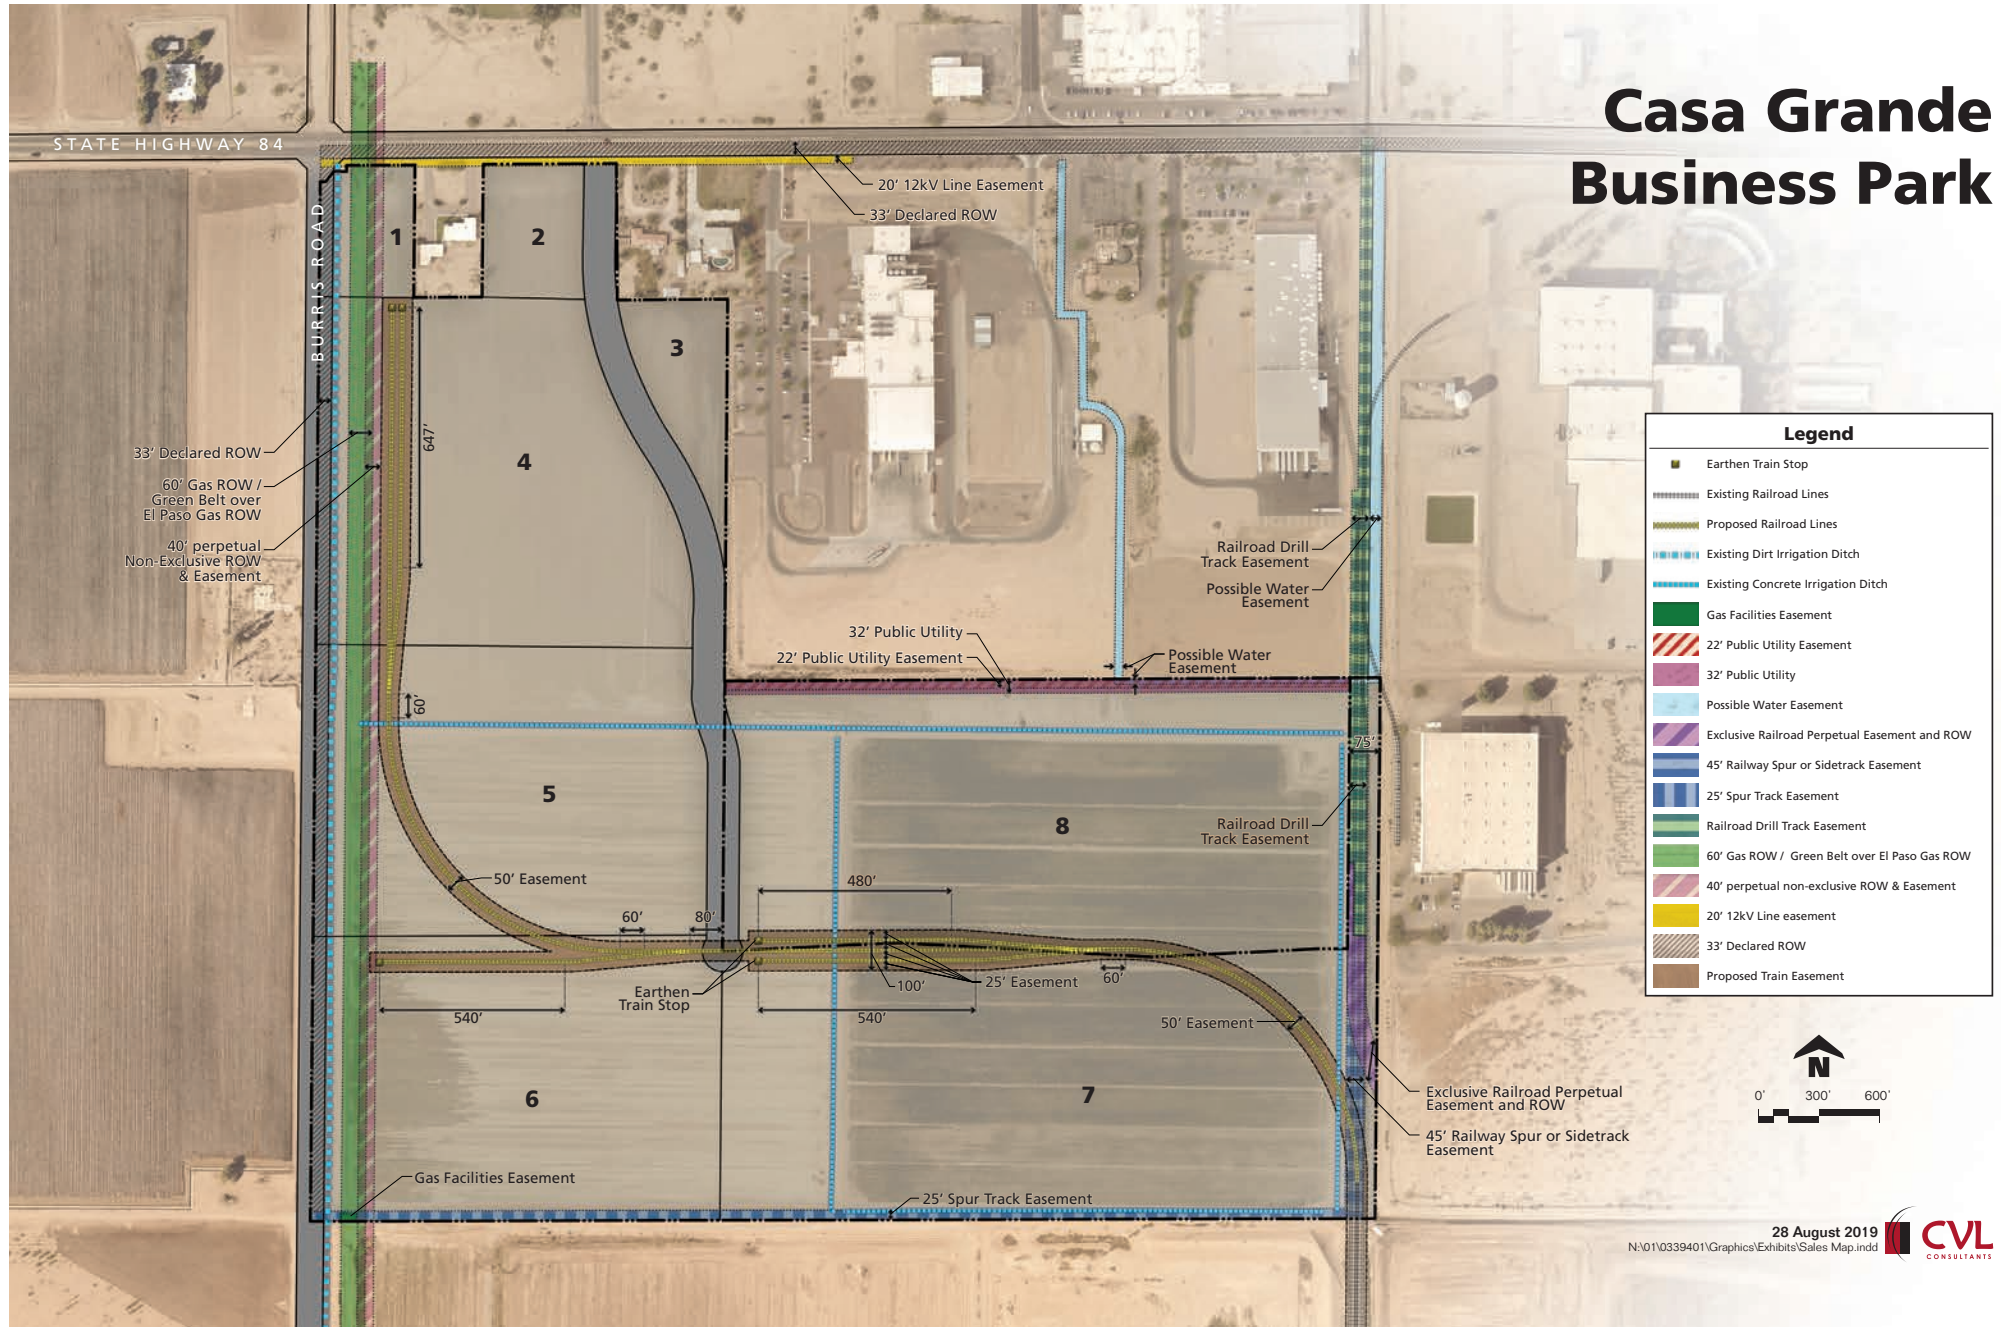 Casa Grande
Business Park
STATE HIGHWAY 84
BURRIS ROAD
20' 12kV Line Easement
33' Declared ROW
1
2
3
4
5
6
7
8
647'
33' Declared ROW
60' Gas ROW /
Green Belt over
El Paso Gas ROW
40' perpetual
Non-Exclusive ROW
& Easement
Railroad Drill
Track Easement
Possible Water
Easement
32' Public Utility
22' Public Utility Easement
Possible Water
Easement
60'
75'
Railroad Drill
Track Easement
50' Easement
480'
60'
80'
Earthen
Train Stop
100'
25' Easement
60'
540'
540'
50' Easement
Exclusive Railroad Perpetual
Easement and ROW
45' Railway Spur or Sidetrack
Easement
Gas Facilities Easement
25' Spur Track Easement
Legend
Earthen Train Stop
Existing Railroad Lines
Proposed Railroad Lines
Existing Dirt Irrigation Ditch
Existing Concrete Irrigation Ditch
Gas Facilities Easement
22' Public Utility Easement
32' Public Utility
Possible Water Easement
Exclusive Railroad Perpetual Easement and ROW
45' Railway Spur or Sidetrack Easement
25' Spur Track Easement
Railroad Drill Track Easement
60' Gas ROW / Green Belt over El Paso Gas ROW
40' perpetual non-exclusive ROW & Easement
20' 12kV Line easement
33' Declared ROW
Proposed Train Easement
N
0' 300' 600'
28 August 2019
N:\01\0339401\Graphics\Exhibits\Sales Map.indd
CVL
CONSULTANTS